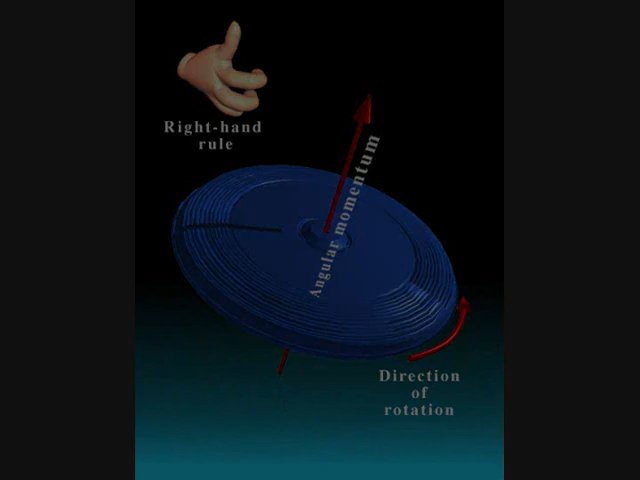 Right-hand
rule
Angular momentum
Direction
of
rotation